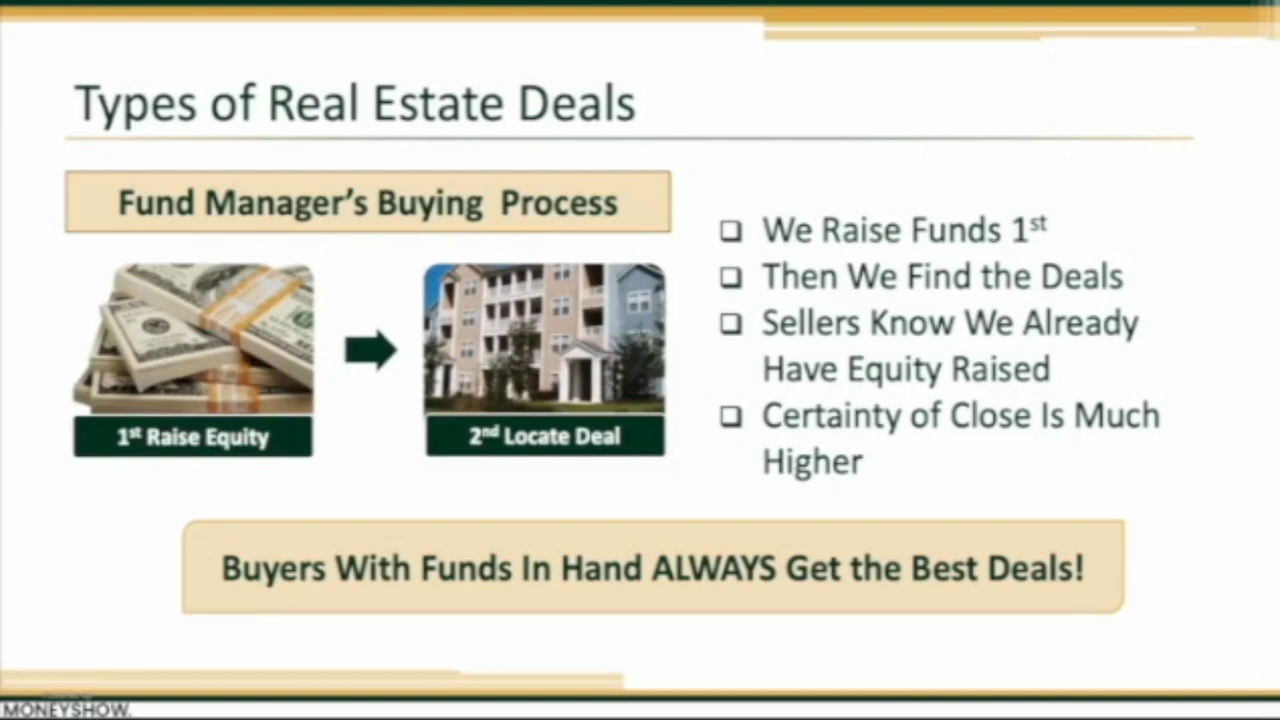 Types of Real Estate Deals
Fund Manager's Buying Process
We Raise Funds 1st
Then We Find the Deals
Sellers Know We Already
Have Equity Raised
Certainty of Close Is Much
Higher
1st Raise Equity
2nd Locate Deal
Buyers With Funds In Hand ALWAYS Get the Best Deals!
MONEYSHOW.